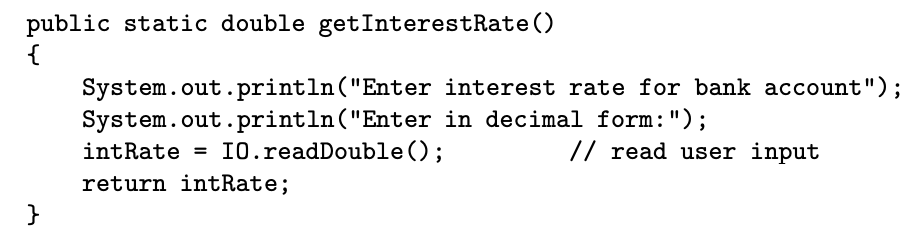 public static double getInterestRate()
{
    System.out.println("Enter interest rate for bank account");
    System.out.println("Enter in decimal form:");
    intRate = IO.readDouble();         // read user input
    return intRate;
}